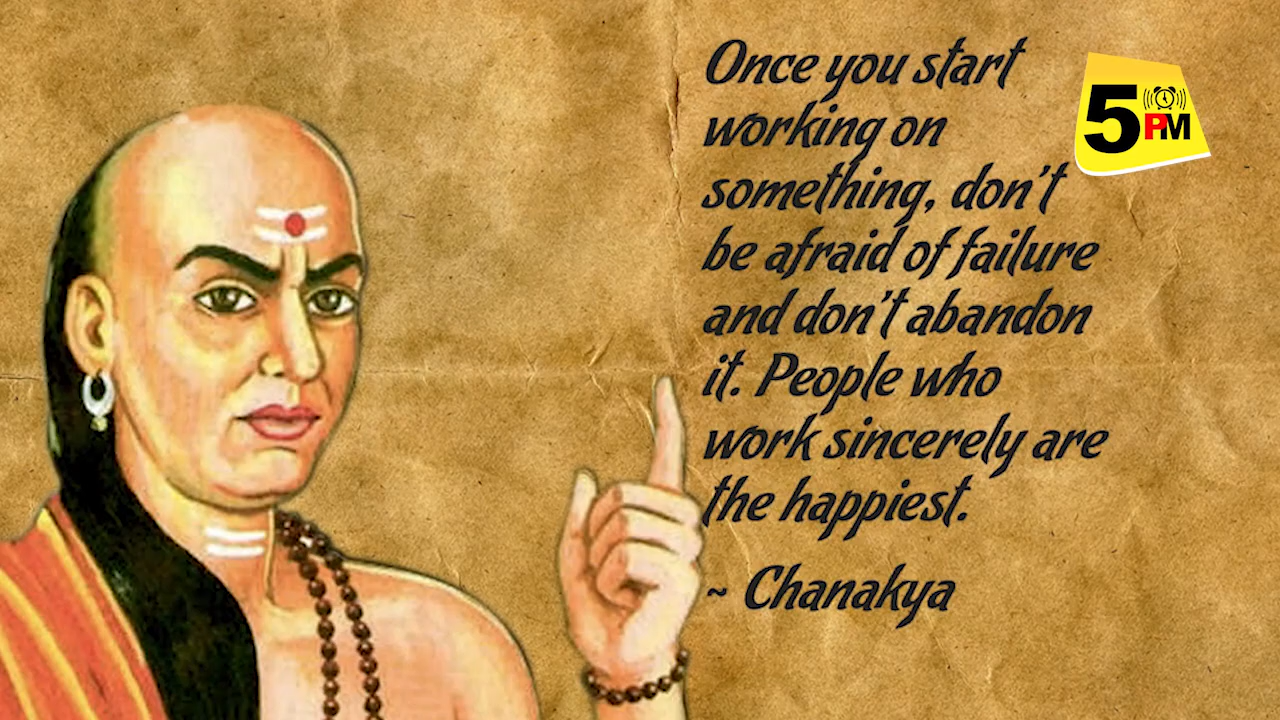 Once you start
working on
something, don't
be afraid of failure
and don't abandon
it. People who
work sincerely are
the happiest.
~ Chanakya
5PM